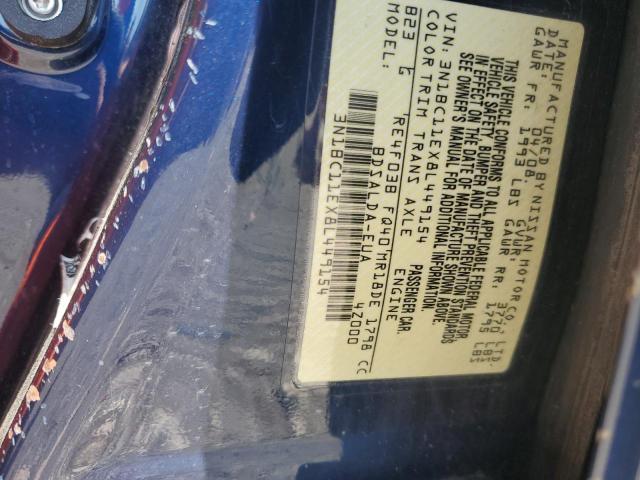 MANUFACTURED BY NISSAN MOTOR CO., LTD.
DATE: 04/08 GVWR: 3770 LBS
GAWR FR: 1993 LBS GAWR RR: 1795 LBS
THIS VEHICLE CONFORMS TO ALL APPLICABLE FEDERAL MOTOR
VEHICLE SAFETY, BUMPER AND THEFT PREVENTION STANDARDS
IN EFFECT ON THE DATE OF MANUFACTURE SHOWN ABOVE.
SEE OWNER'S MANUAL FOR ADDITIONAL INFORMATION.
VIN: 3N1BC11EX8L449154 PASSENGER CAR
COLOR TRIM TRANS AXLE ENGINE
B23 G RE4F03B FQ40 MR18DE 1798 CC
MODEL: BDSALDA-EUA 4Z000
3N1BC11EX8L449154